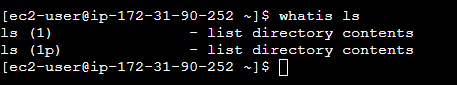 [ec2-user@ip-172-31-90-252 ~]$ whatis ls
ls (1)               - list directory contents
ls (1p)              - list directory contents
[ec2-user@ip-172-31-90-252 ~]$